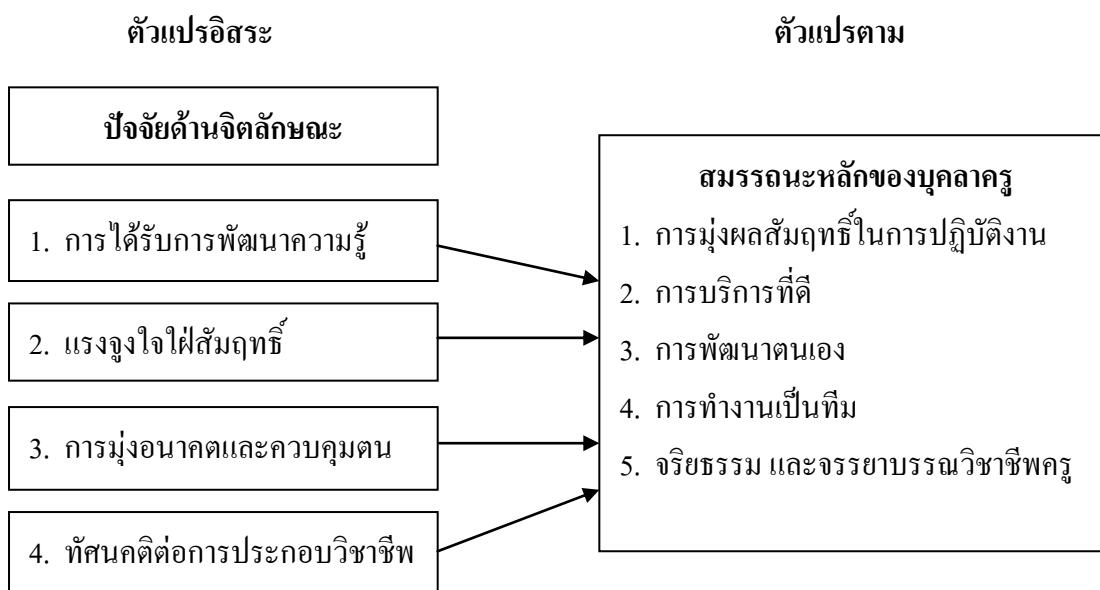 ตัวแปรอิสระ
ตัวแปรตาม
ปัจจัยด้านจิตลักษณะ
1. การได้รับการพัฒนาความรู้
2. แรงจูงใจใฝ่สัมฤทธิ์
3. การมุ่งอนาคตและควบคุมตน
4. ทัศนคติต่อการประกอบวิชาชีพ
สมรรถนะหลักของบุคลาครู
1. การมุ่งผลสัมฤทธิ์ในการปฏิบัติงาน
2. การบริการที่ดี
3. การพัฒนาตนเอง
4. การทำงานเป็นทีม
5. จริยธรรม และจรรยาบรรณวิชาชีพครู